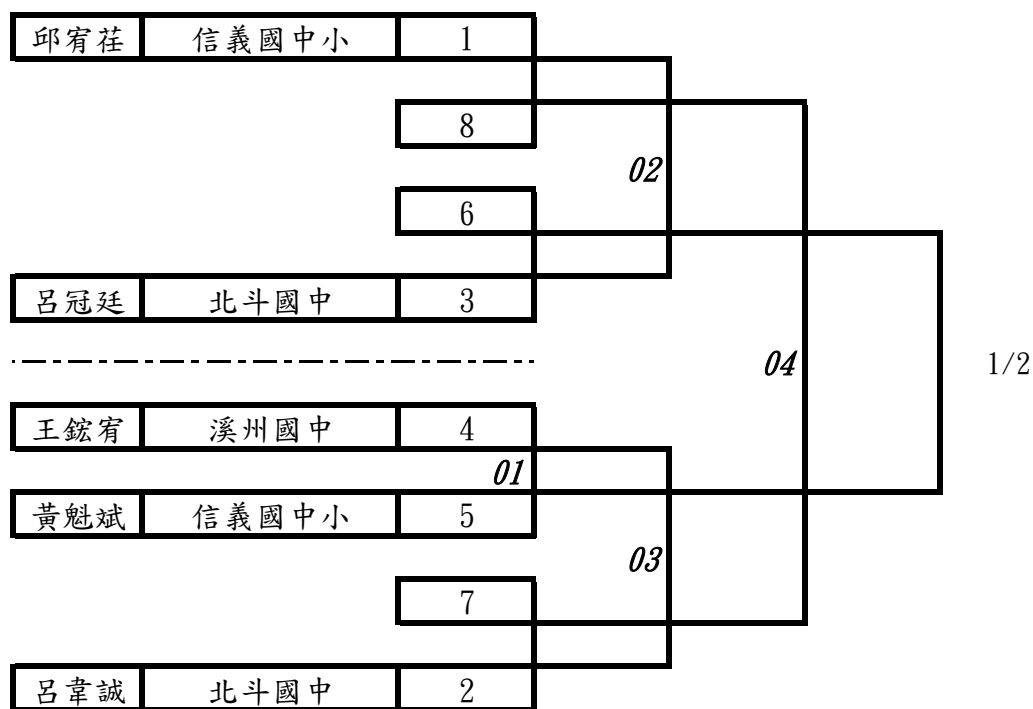 邱宥荏 信義國中小 1
8
02
6
呂冠廷 北斗國中 3
04 1/2
王鋐宥 溪州國中 4
01
黃魁斌 信義國中小 5
03
7
呂韋誠 北斗國中 2